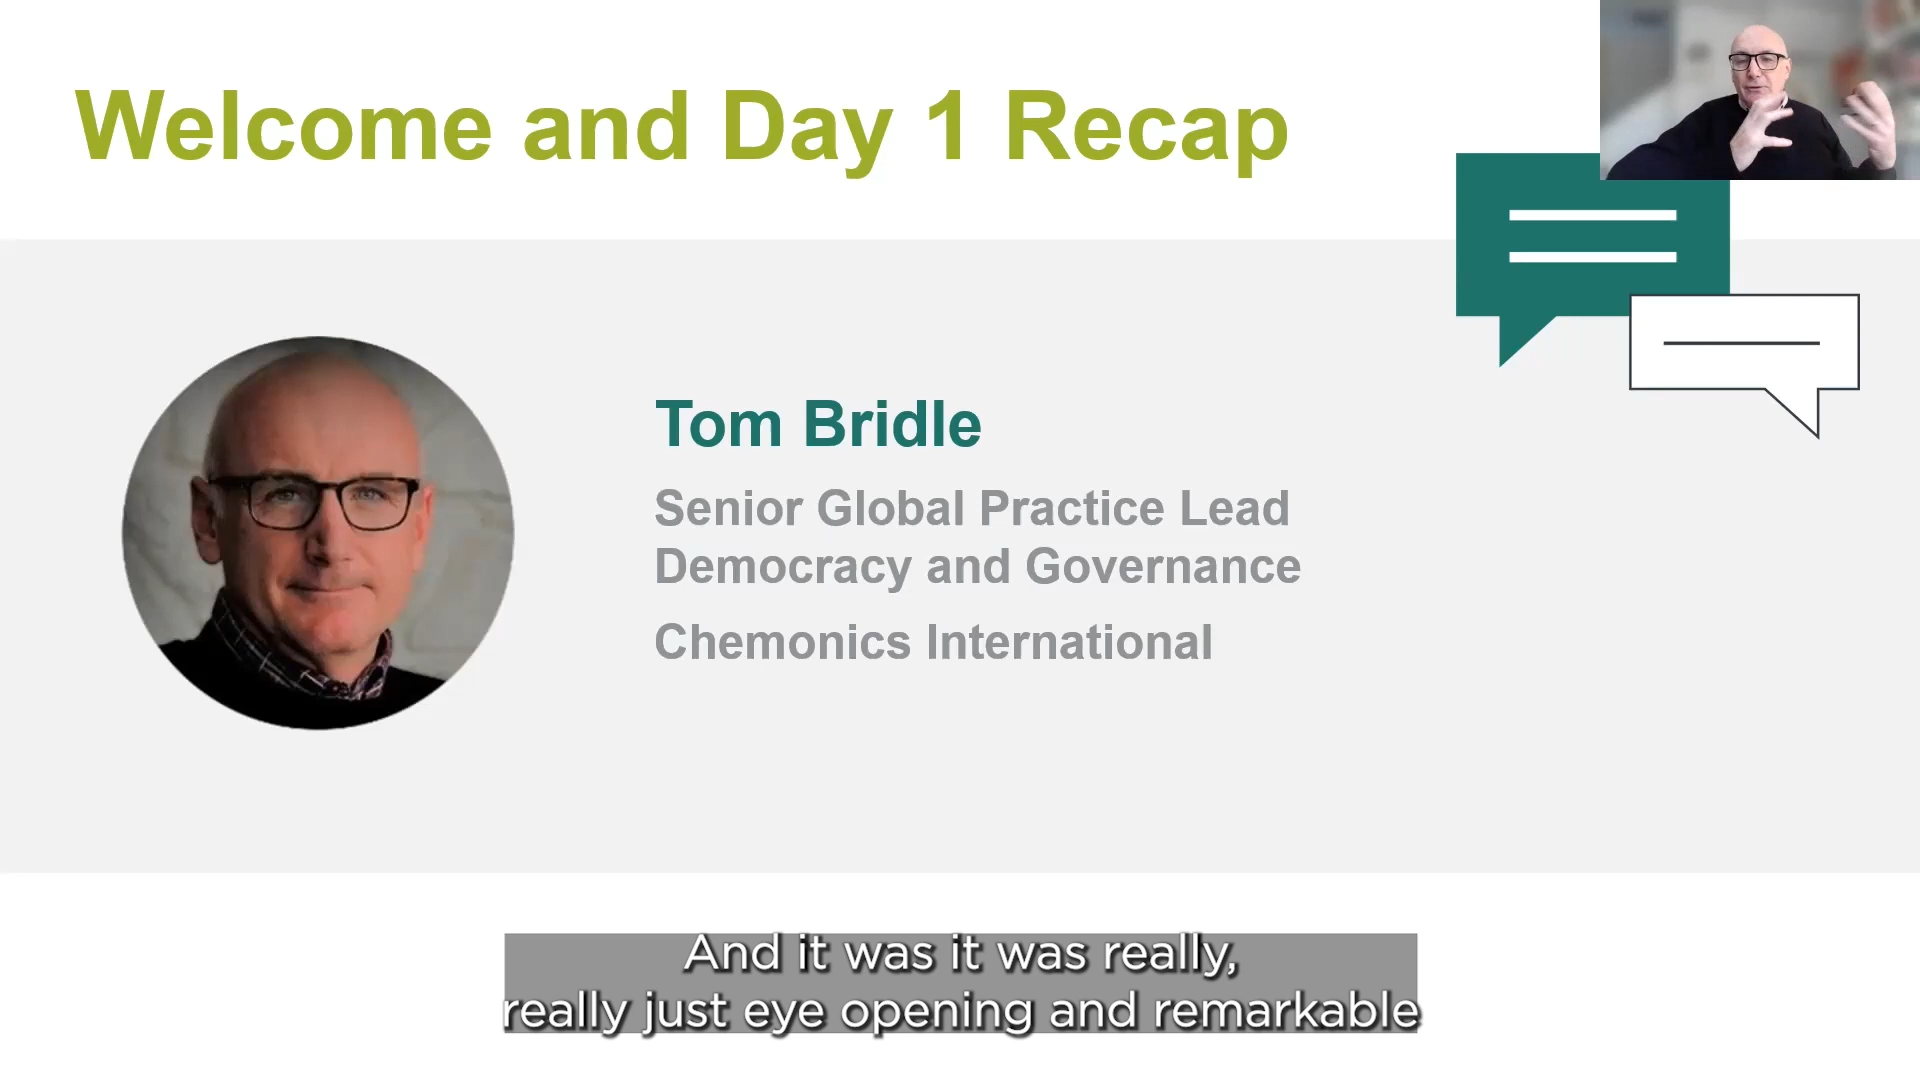 Welcome and Day 1 Recap
Tom Bridle
Senior Global Practice Lead
Democracy and Governance
Chemonics International
And it was it was really,
really just eye opening and remarkable